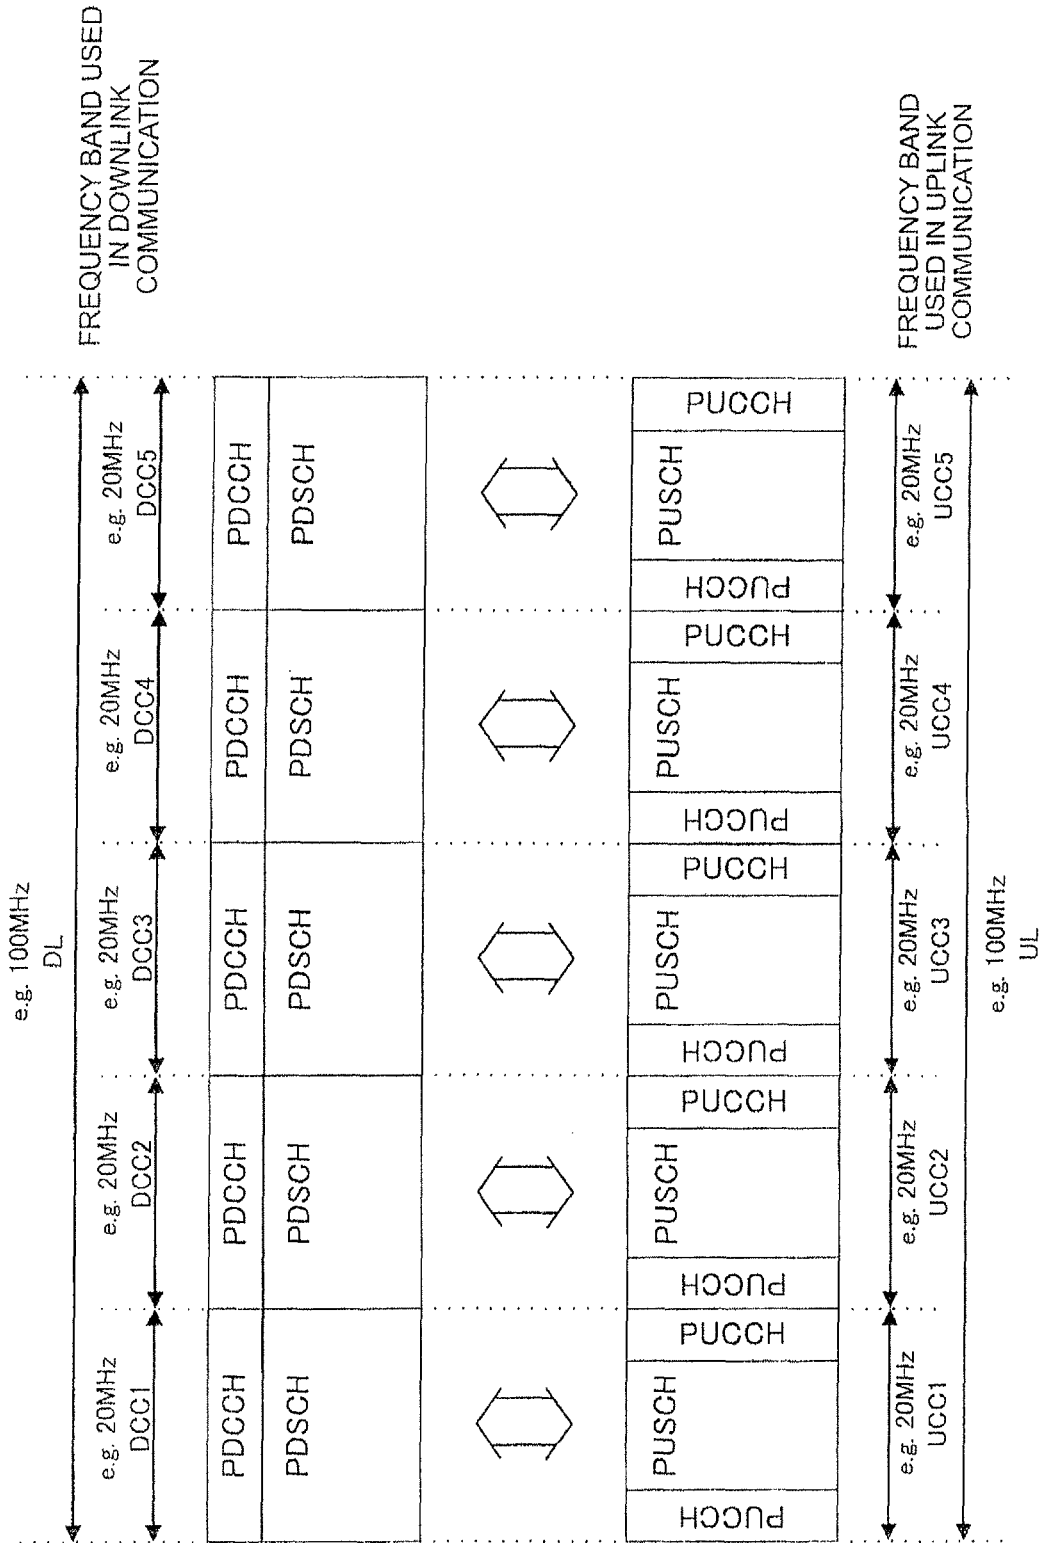 e.g. 100MHz
DL
FREQUENCY BAND USED
IN DOWNLINK
COMMUNICATION
e.g. 20MHz
DCC1
e.g. 20MHz
DCC2
e.g. 20MHz
DCC3
e.g. 20MHz
DCC4
e.g. 20MHz
DCC5
PDCCH
PDCCH
PDCCH
PDCCH
PDCCH
PDSCH
PDSCH
PDSCH
PDSCH
PDSCH
PUCCH
PUSCH
PUCCH
PUCCH
PUSCH
PUCCH
PUCCH
PUSCH
PUCCH
PUCCH
PUSCH
PUCCH
PUCCH
PUSCH
PUCCH
e.g. 20MHz
UCC1
e.g. 20MHz
UCC2
e.g. 20MHz
UCC3
e.g. 20MHz
UCC4
e.g. 20MHz
UCC5
FREQUENCY BAND
USED IN UPLINK
COMMUNICATION
e.g. 100MHz
UL